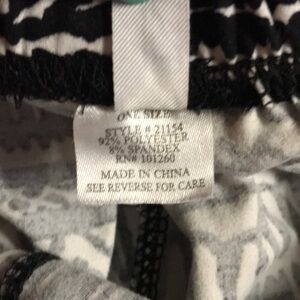 ONE SIZE
STYLE # 21154
92% POLYESTER
8% SPANDEX
RN# 101260
MADE IN CHINA
SEE REVERSE FOR CARE